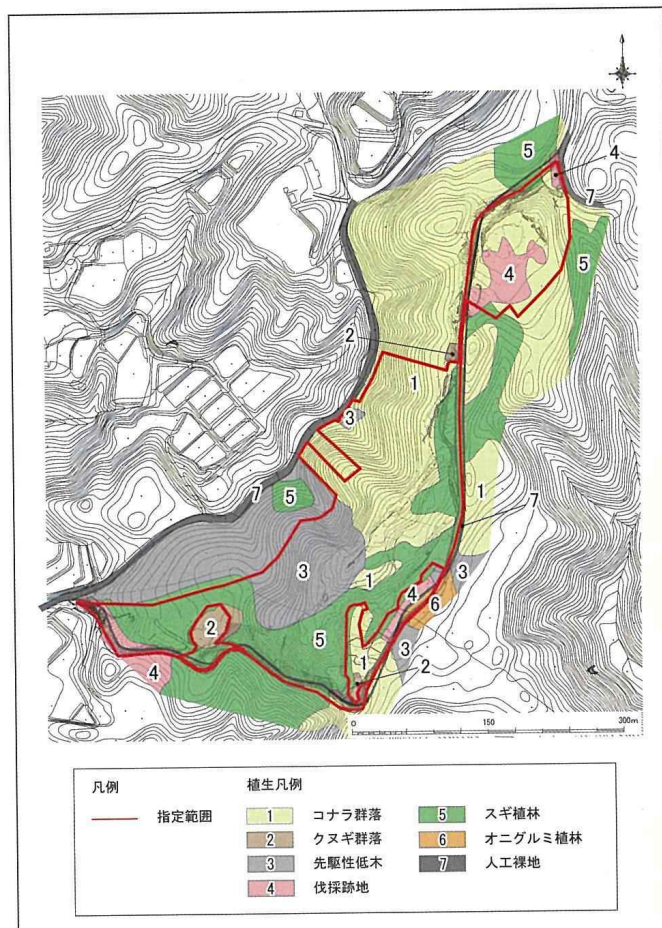 5
4
7
4
5
2
1
3
7
5
1
7
3
1
3
4
6
2
5
3
4
1
2
0 150 300m
凡例
指定範囲
植生凡例
1 コナラ群落
2 クヌギ群落
3 先駆性低木
4 伐採跡地
5 スギ植林
6 オニグルミ植林
7 人工裸地